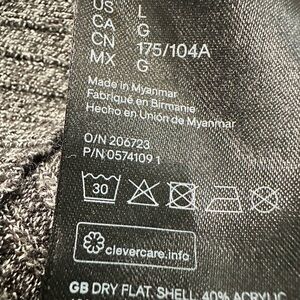 US L
CA G
CN 175/104A
MX G
Made in Myanmar
Fabriqué en Birmanie
Hecho en Unión de Myanmar
O/N 206723
P/N 0574109 1
30
clevercare.info
GB DRY FLAT. SHELL: 40% ACRYLIC,